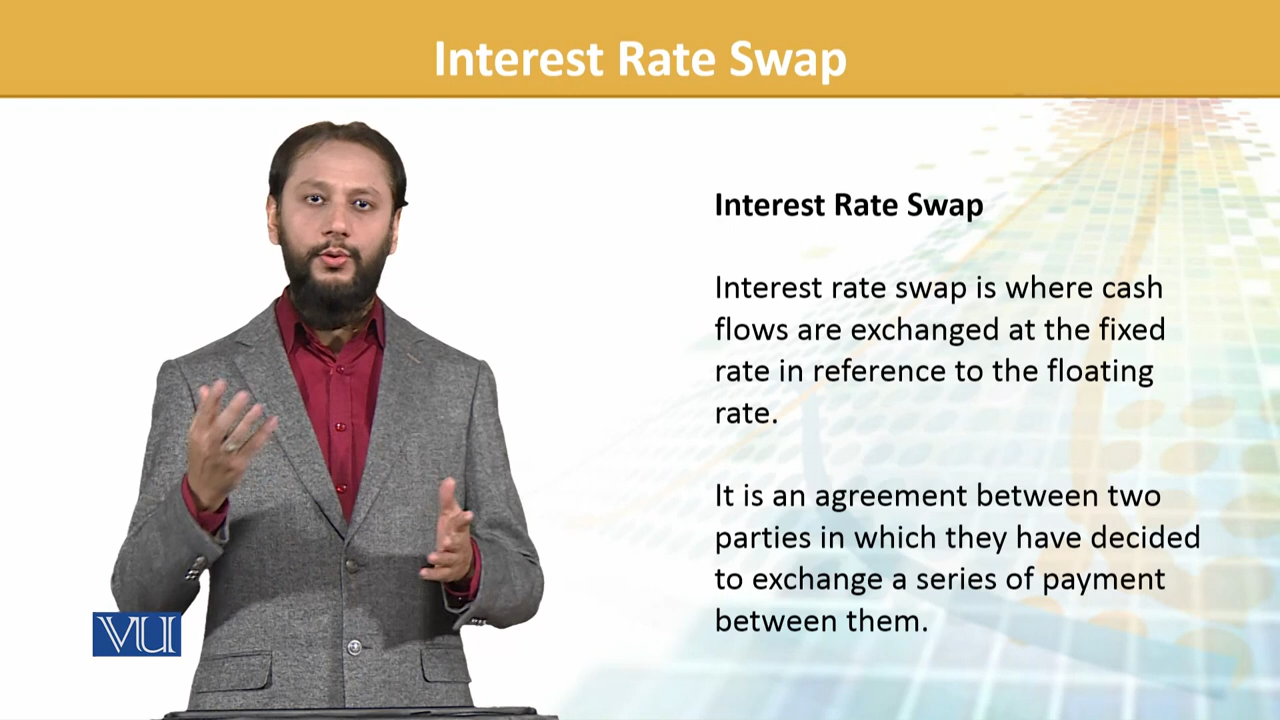 Interest Rate Swap
Interest Rate Swap
Interest rate swap is where cash
flows are exchanged at the fixed
rate in reference to the floating
rate.
It is an agreement between two
parties in which they have decided
to exchange a series of payment
between them.
VU